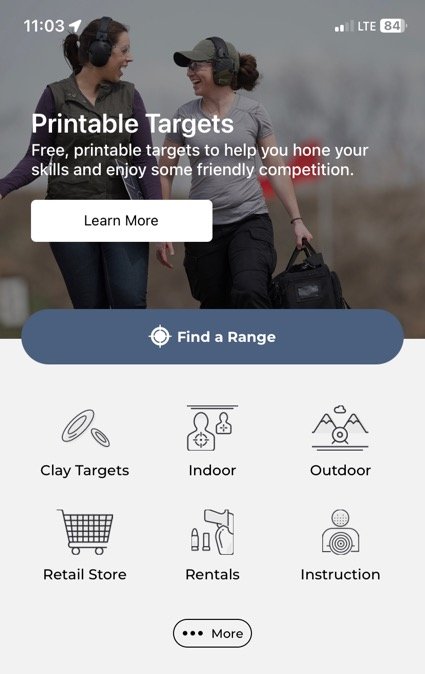 11:03 LTE 84
Printable Targets
Free, printable targets to help you hone your
skills and enjoy some friendly competition.
Learn More
Find a Range
Clay Targets Indoor Outdoor
Retail Store Rentals Instruction
More